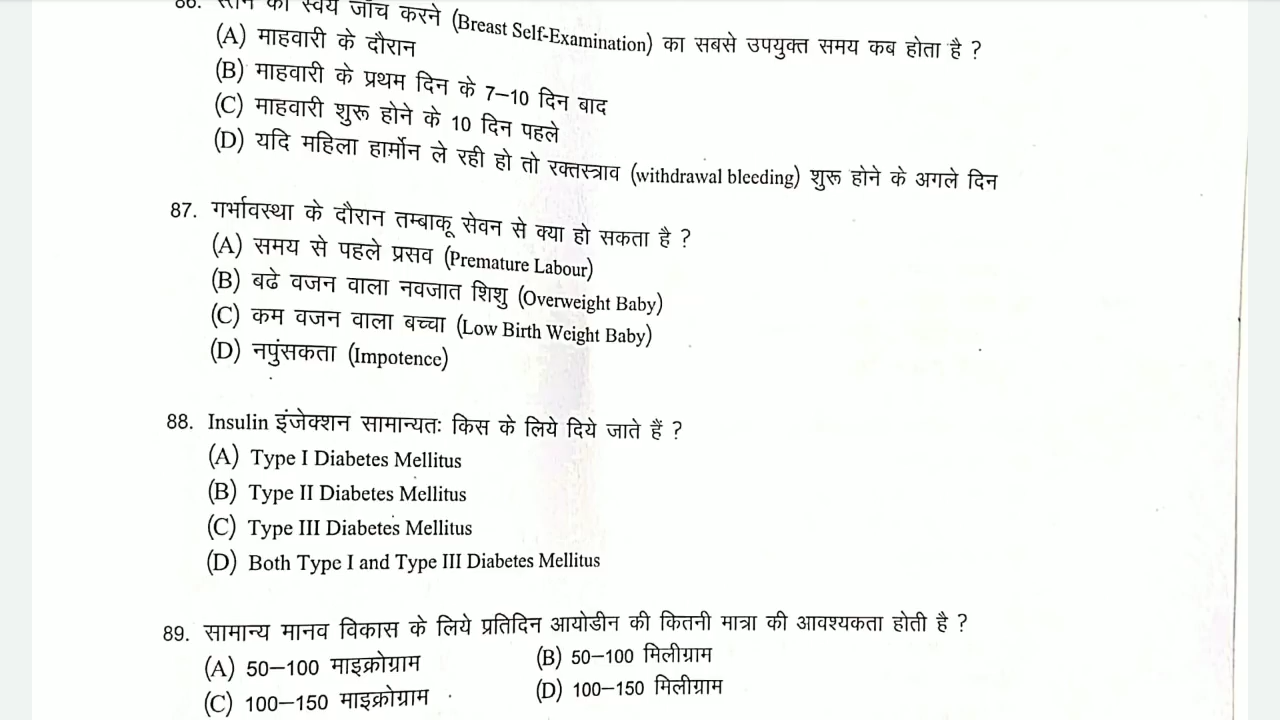 86. स्तन की स्वयं जाँच करने (Breast Self-Examination) का सबसे उपयुक्त समय कब होता है ?
(A) माहवारी के दौरान
(B) माहवारी के प्रथम दिन के 7–10 दिन बाद
(C) माहवारी शुरू होने के 10 दिन पहले
(D) यदि महिला हार्मोन ले रही हो तो रक्तस्त्राव (withdrawal bleeding) शुरू होने के अगले दिन
87. गर्भावस्था के दौरान तम्बाकू सेवन से क्या हो सकता है ?
(A) समय से पहले प्रसव (Premature Labour)
(B) बढे वजन वाला नवजात शिशु (Overweight Baby)
(C) कम वजन वाला बच्चा (Low Birth Weight Baby)
(D) नपुंसकता (Impotence)
88. Insulin इंजेक्शन सामान्यतः किस के लिये दिये जाते हैं ?
(A) Type I Diabetes Mellitus
(B) Type II Diabetes Mellitus
(C) Type III Diabetes Mellitus
(D) Both Type I and Type III Diabetes Mellitus
89. सामान्य मानव विकास के लिये प्रतिदिन आयोडीन की कितनी मात्रा की आवश्यकता होती है ?
(A) 50–100 माइक्रोग्राम (B) 50–100 मिलीग्राम
(C) 100–150 माइक्रोग्राम (D) 100–150 मिलीग्राम